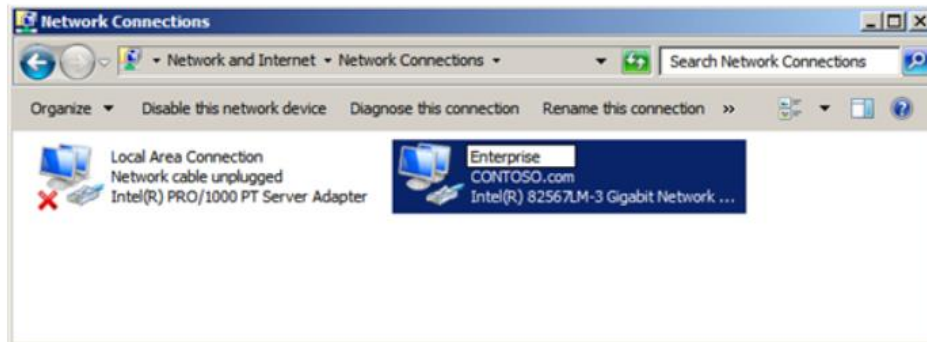 Network Connections
Network and Internet Network Connections Search Network Connections
Organize Disable this network device Diagnose this connection Rename this connection »
Local Area Connection
Network cable unplugged
Intel(R) PRO/1000 PT Server Adapter
Enterprise
CONTOSO.com
Intel(R) 82567LM-3 Gigabit Network ...